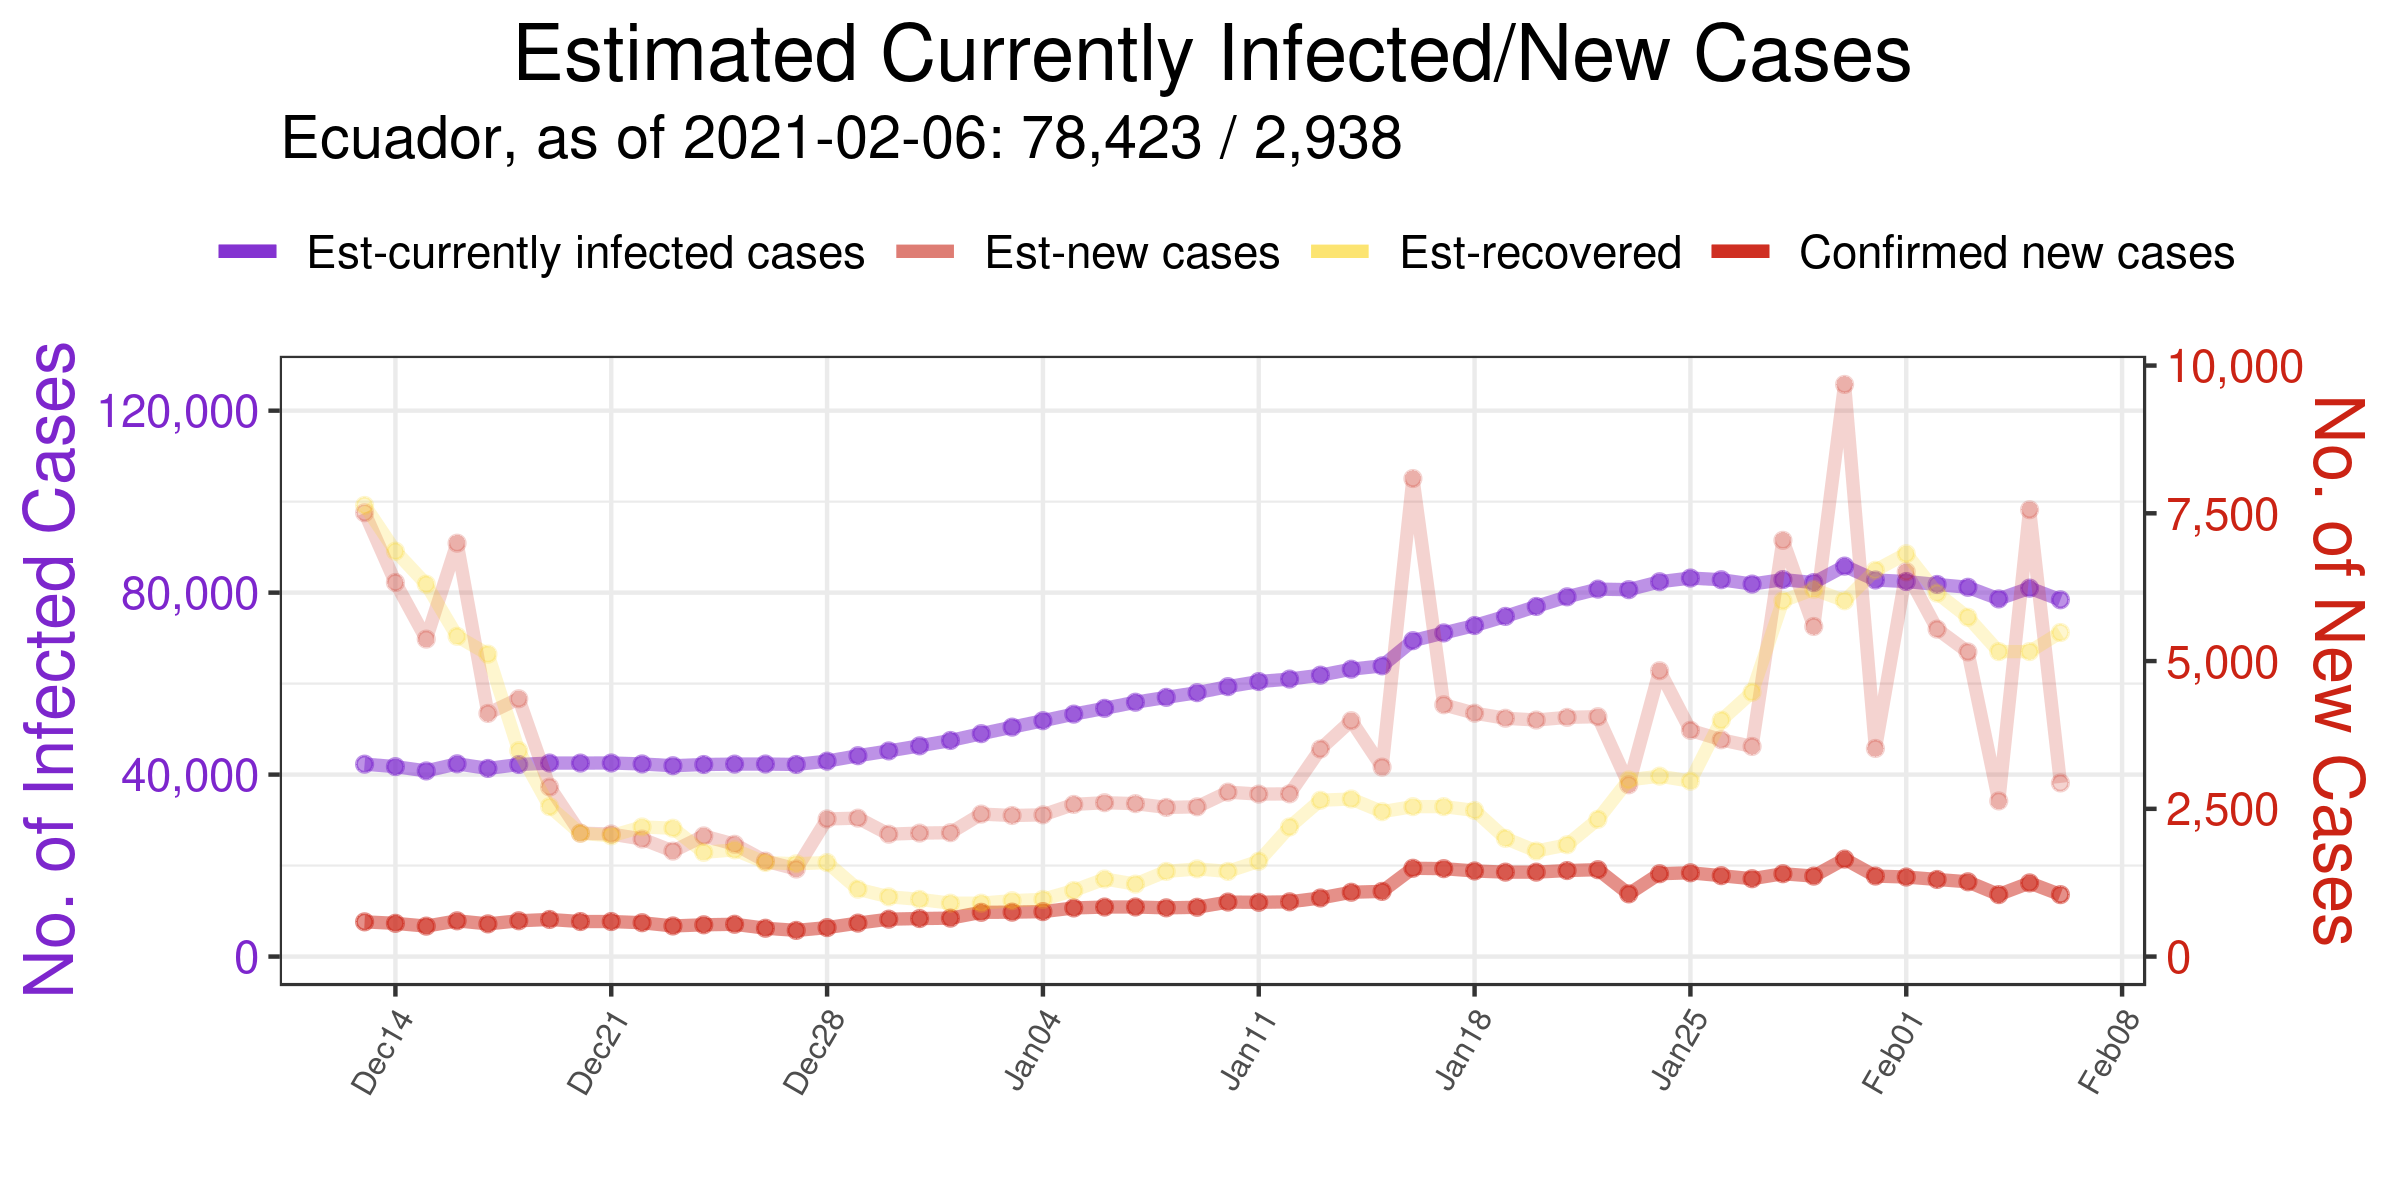 Estimated Currently Infected/New Cases
Ecuador, as of 2021-02-06: 78,423 / 2,938
Est-currently infected cases Est-new cases Est-recovered Confirmed new cases
No. of Infected Cases
120,000
80,000
40,000
0
10,000
7,500
5,000
2,500
0
No. of New Cases
Dec14 Dec21 Dec28 Jan04 Jan11 Jan18 Jan25 Feb01 Feb08